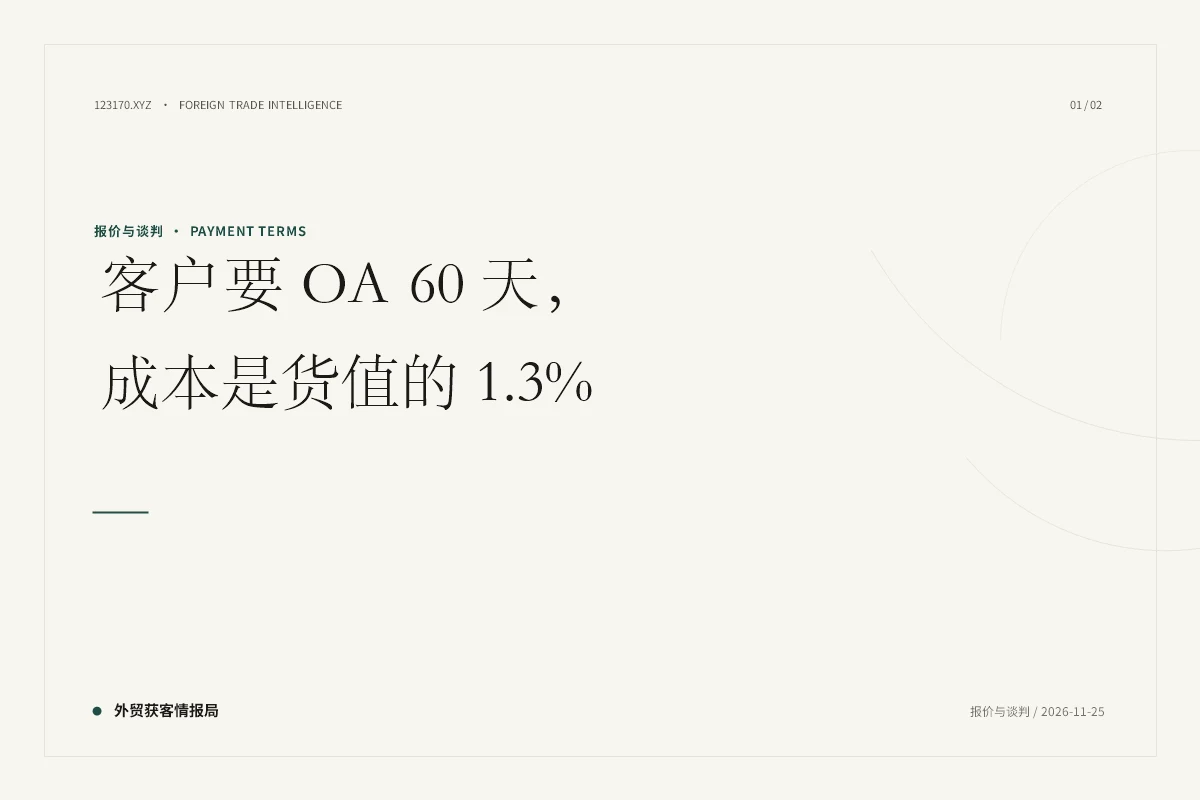 123170.XYZ • FOREIGN TRADE INTELLIGENCE
01 / 02
报价与谈判 • PAYMENT TERMS
客户要 OA 60 天，
成本是货值的 1.3%
外贸获客情报局
报价与谈判 / 2026-11-25